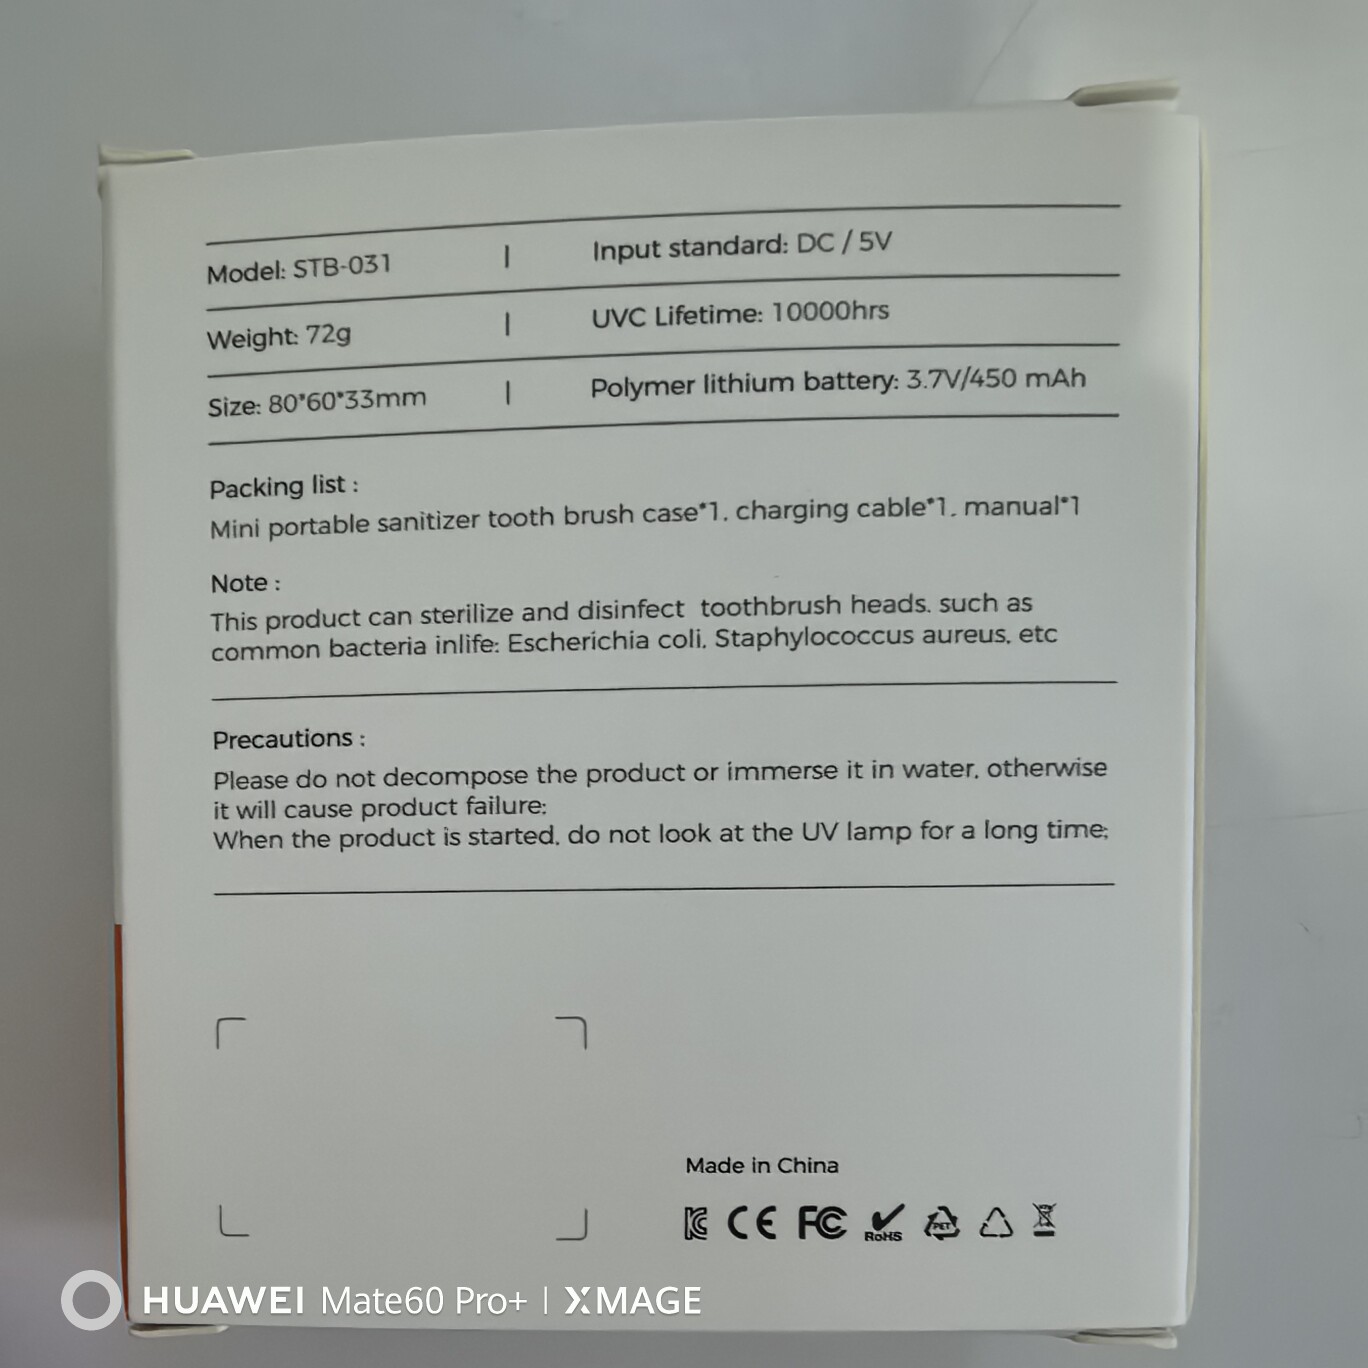 Model: STB-031 | Input standard: DC / 5V
Weight: 72g | UVC Lifetime: 10000hrs
Size: 80*60*33mm | Polymer lithium battery: 3.7V/450 mAh
Packing list :
Mini portable sanitizer tooth brush case*1. charging cable*1. manual*1
Note :
This product can sterilize and disinfect toothbrush heads. such as
common bacteria inlife: Escherichia coli. Staphylococcus aureus. etc
Precautions :
Please do not decompose the product or immerse it in water. otherwise
it will cause product failure;
When the product is started. do not look at the UV lamp for a long time;
Made in China
CE FC RoHS PET
HUAWEI Mate60 Pro+ | XMAGE